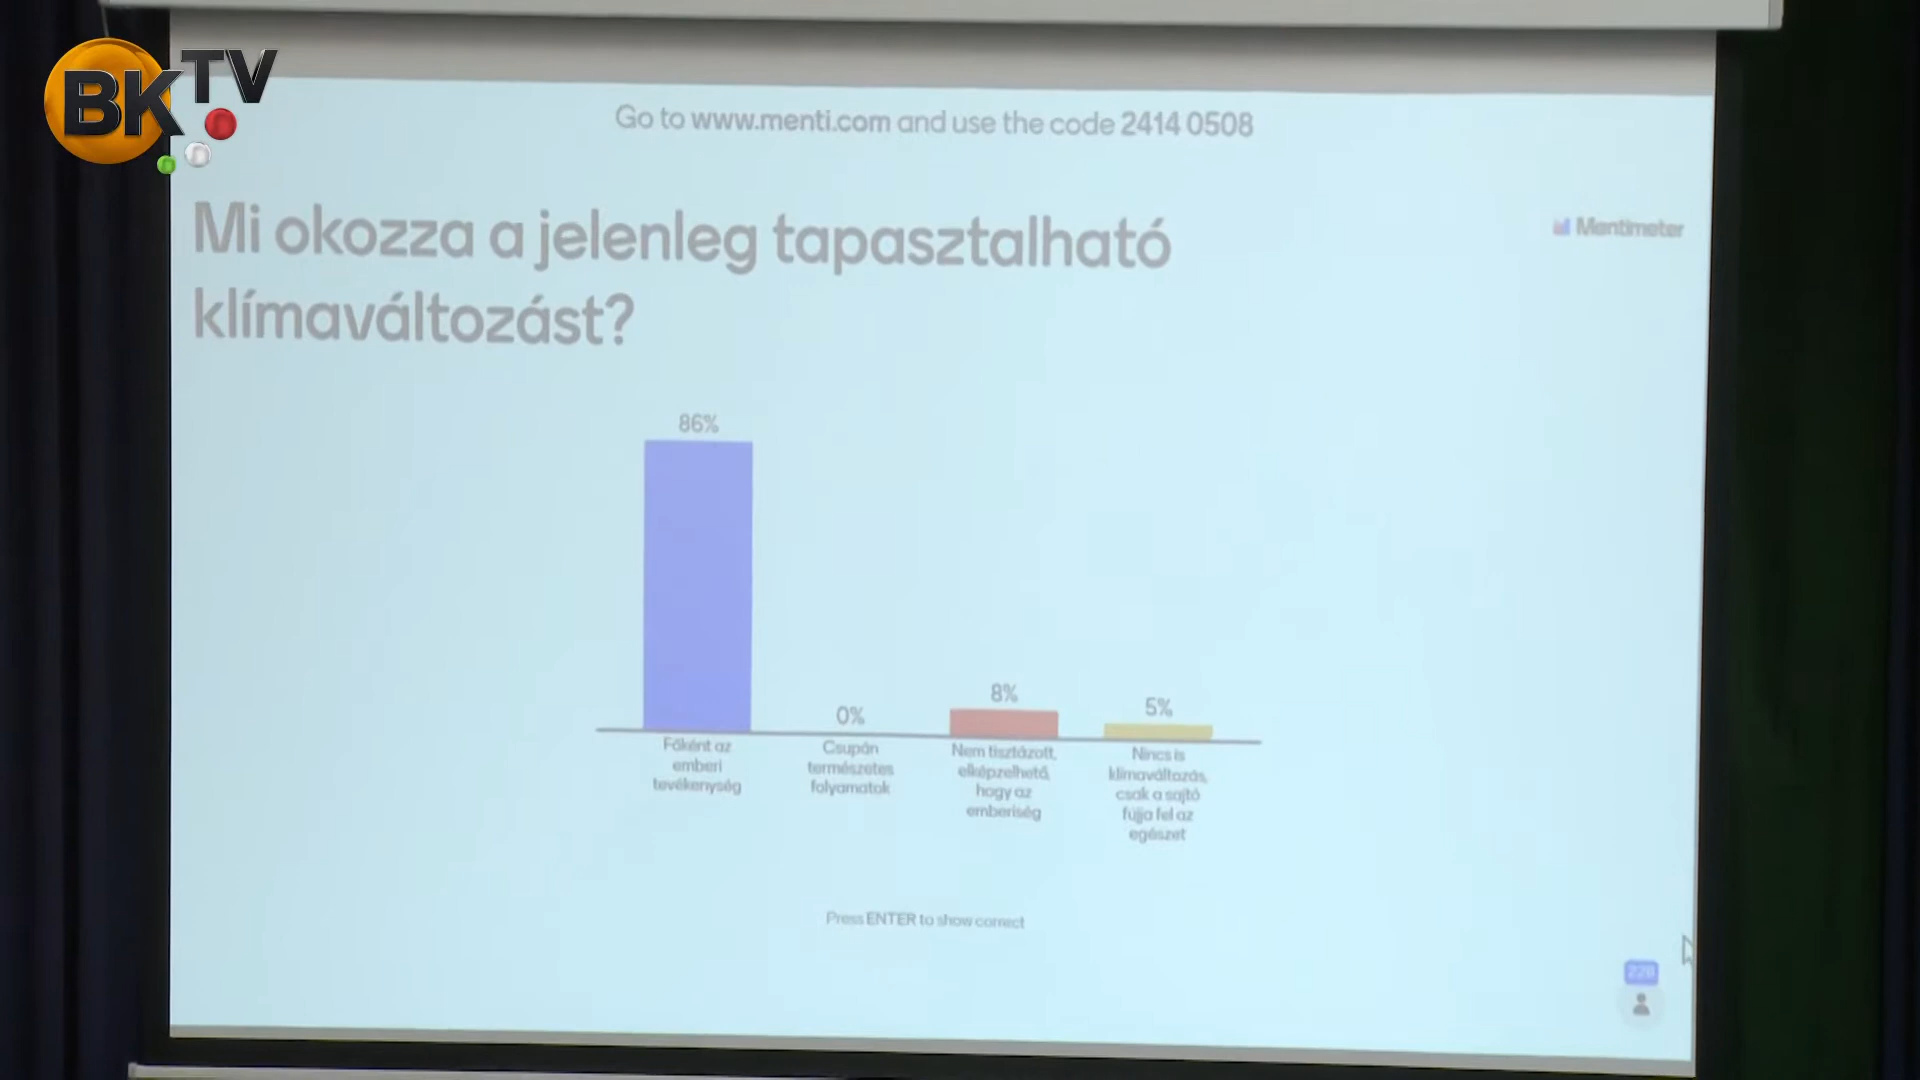 BKTV
Go to www.menti.com and use the code 2414 0508
Mi okozza a jelenleg tapasztalható
klímaváltozást?
Mentimeter
86%
0%
8%
5%
Főként az
emberi
tevékenység
Csupán
természetes
folyamatok
Nem tisztázott,
elképzelhető,
hogy az
emberiség
Nincs is
klímaváltozás,
csak a sajtó
fújja fel az
egészet
Press ENTER to show correct